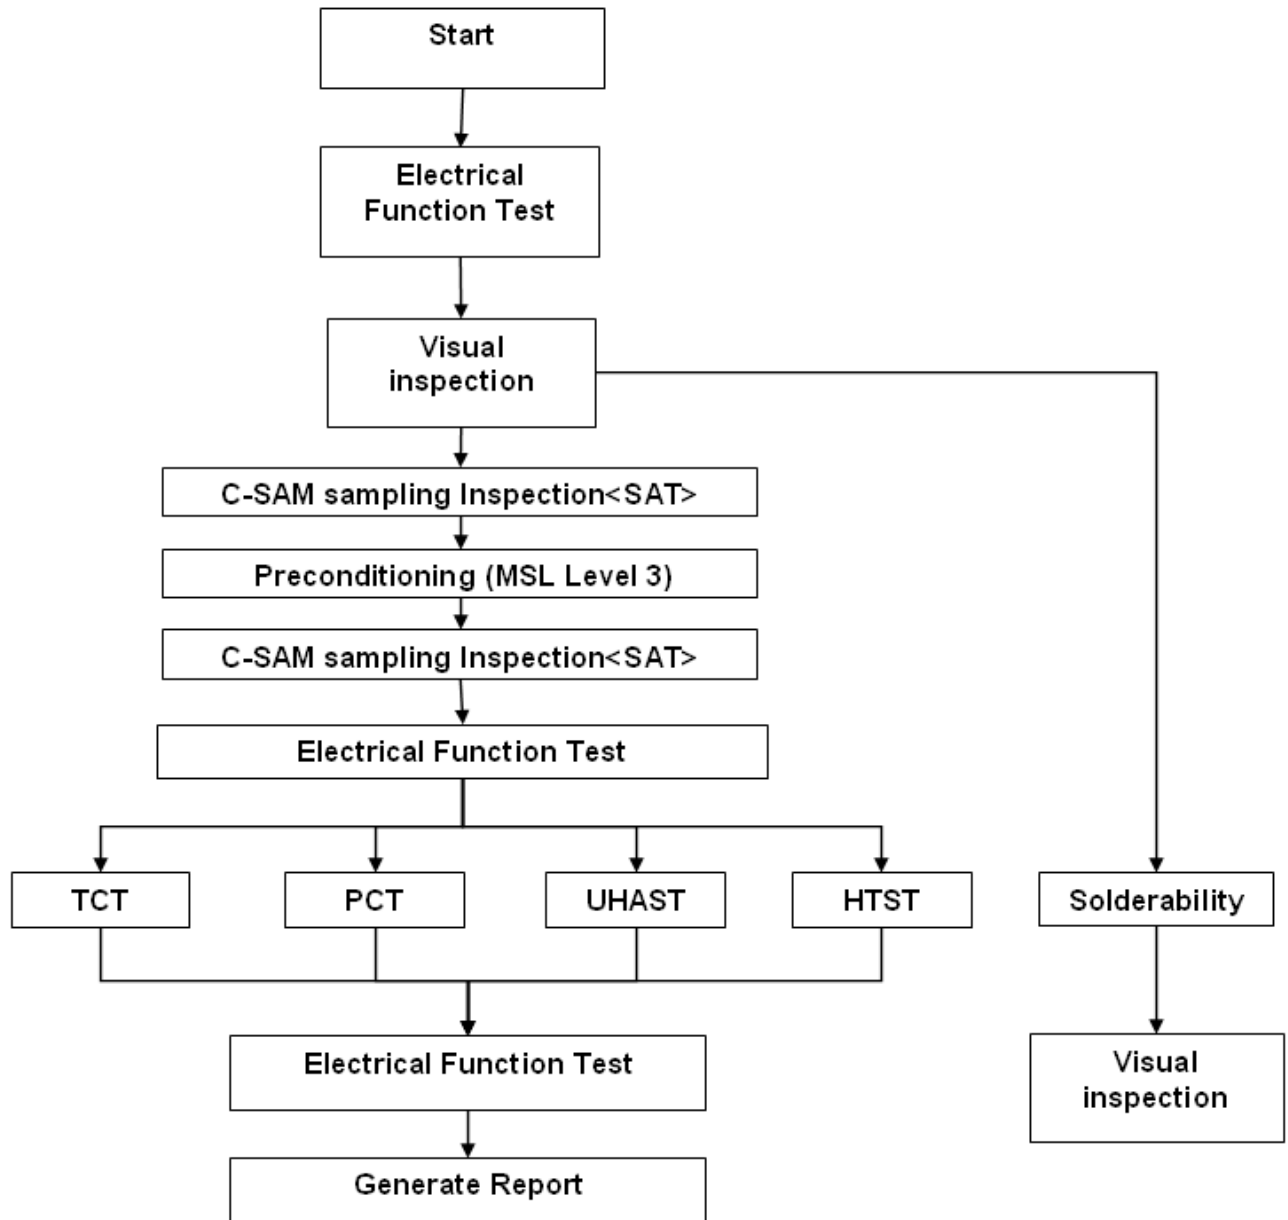 Start
Electrical
Function Test
Visual
inspection
C-SAM sampling Inspection<SAT>
Preconditioning (MSL Level 3)
C-SAM sampling Inspection<SAT>
Electrical Function Test
TCT
PCT
UHAST
HTST
Solderability
Electrical Function Test
Visual
inspection
Generate Report